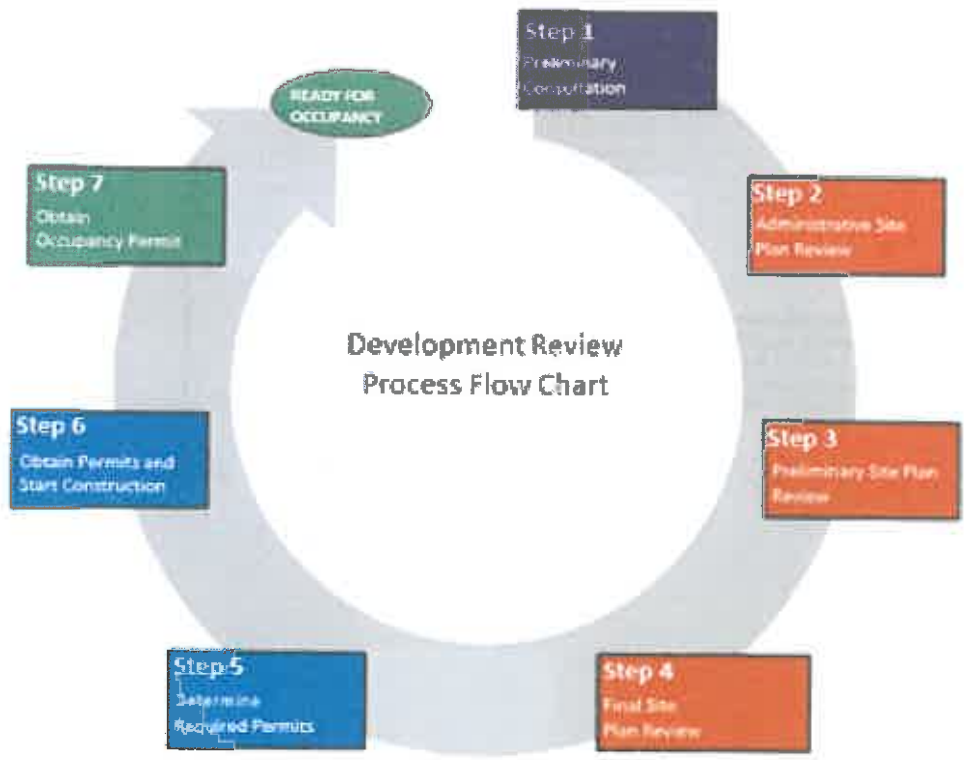 Step 1
Preliminary
Consultation
READY FOR
OCCUPANCY
Step 2
Administrative Site
Plan Review
Step 3
Preliminary Site Plan
Review
Step 4
Final Site
Plan Review
Step 5
Determine
Required Permits
Step 6
Obtain Permits and
Start Construction
Step 7
Obtain
Occupancy Permit
Development Review
Process Flow Chart